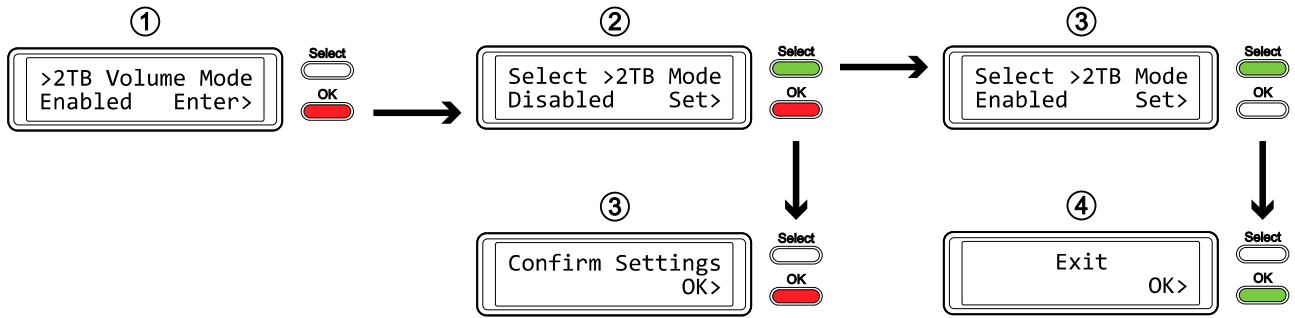 ①
>2TB Volume Mode
Enabled Enter>
Select
OK
②
Select >2TB Mode
Disabled Set>
Select
OK
③
Select >2TB Mode
Enabled Set>
Select
OK
③
Confirm Settings
OK>
Select
OK
④
Exit
OK>
Select
OK